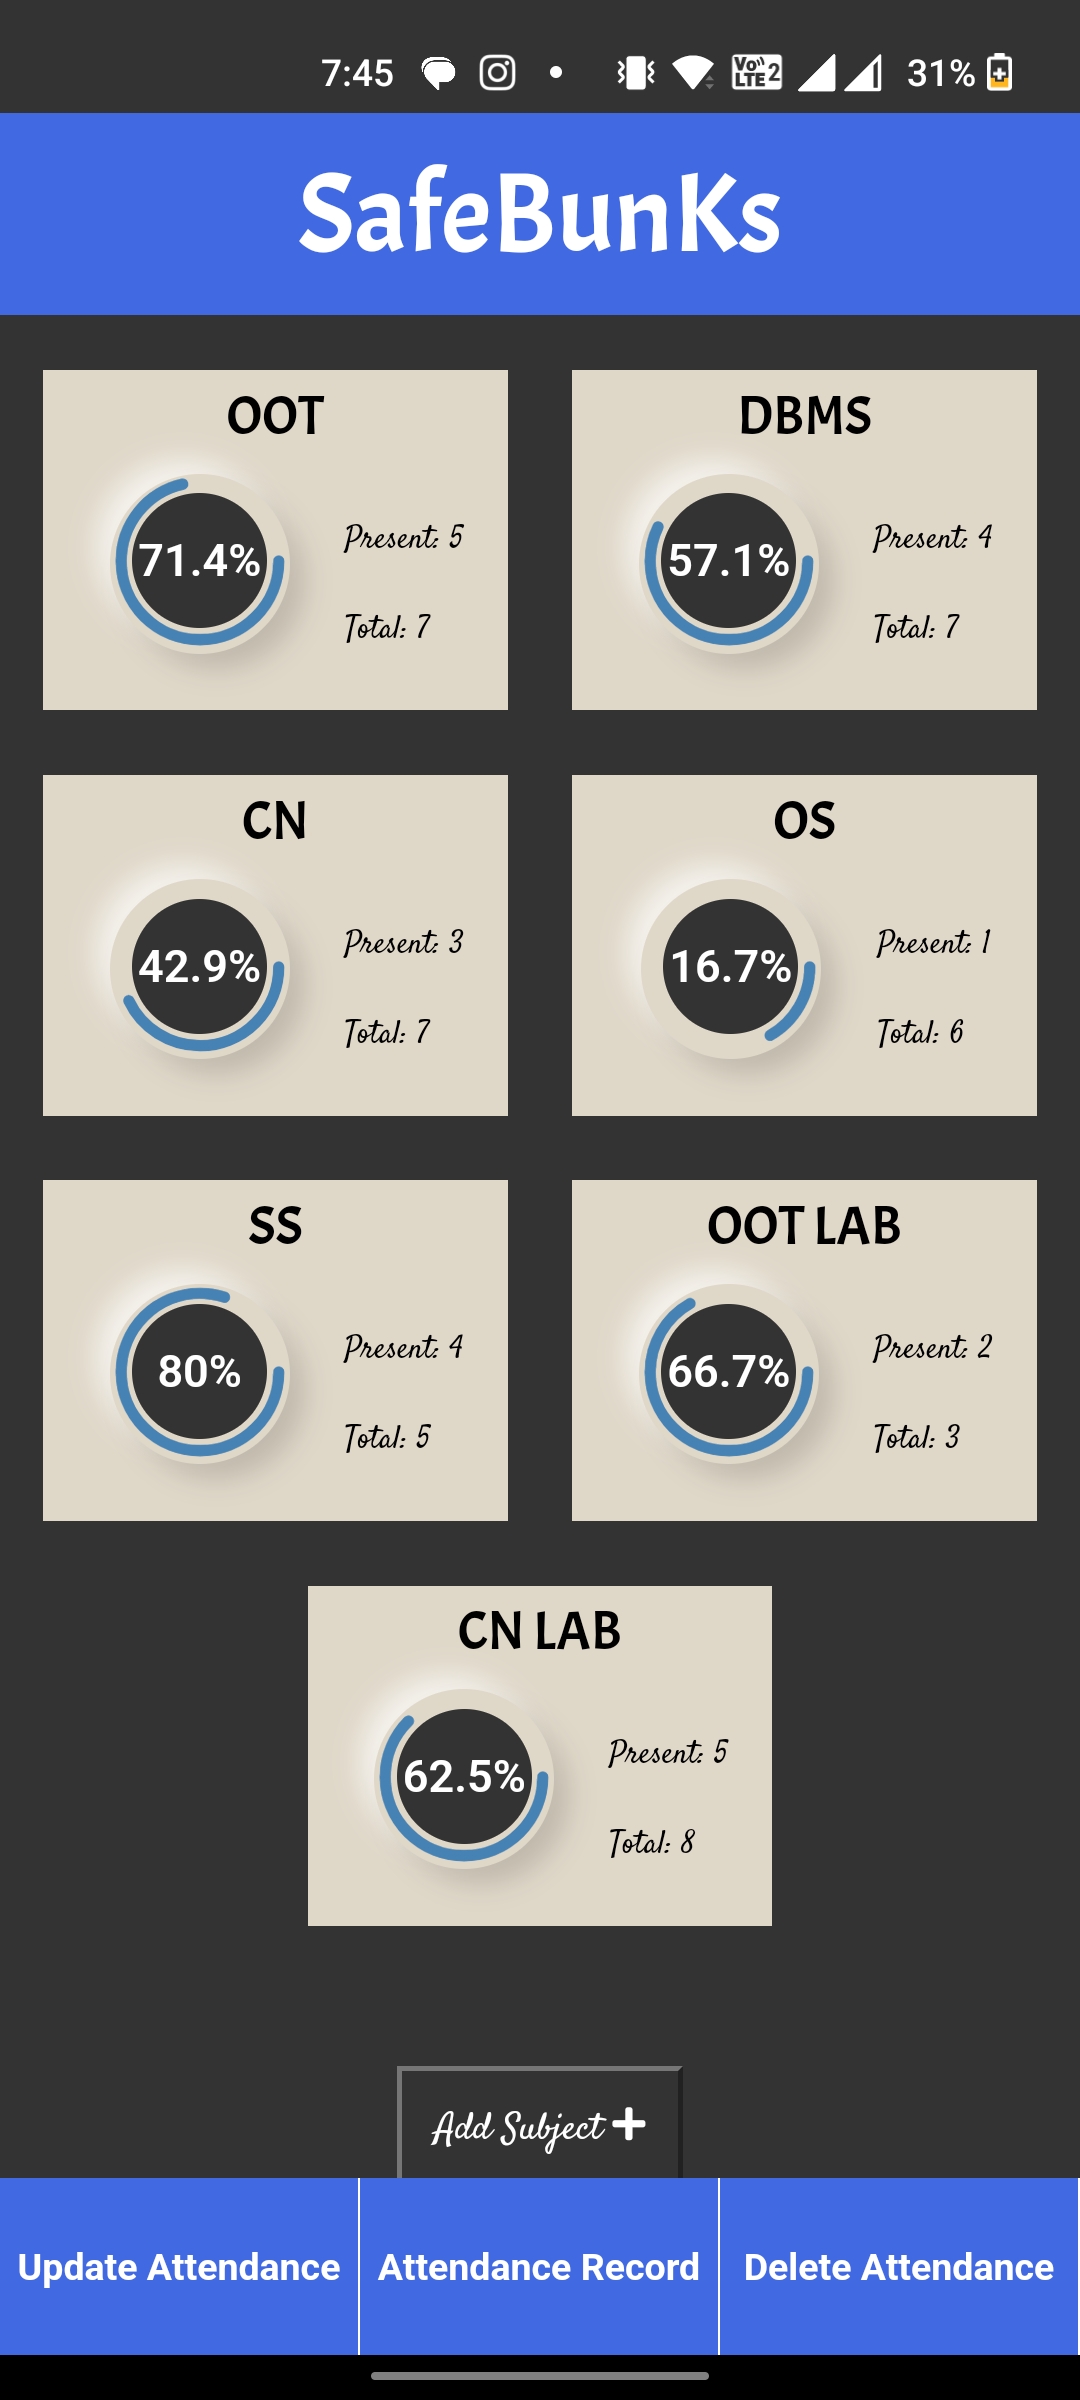 7:45 Vo)) LTE 2 31%
SafeBunKs
OOT
71.4%
Present: 5
Total: 7
DBMS
57.1%
Present: 4
Total: 7
CN
42.9%
Present: 3
Total: 7
OS
16.7%
Present: 1
Total: 6
SS
80%
Present: 4
Total: 5
OOT LAB
66.7%
Present: 2
Total: 3
CN LAB
62.5%
Present: 5
Total: 8
Add Subject
Update Attendance
Attendance Record
Delete Attendance